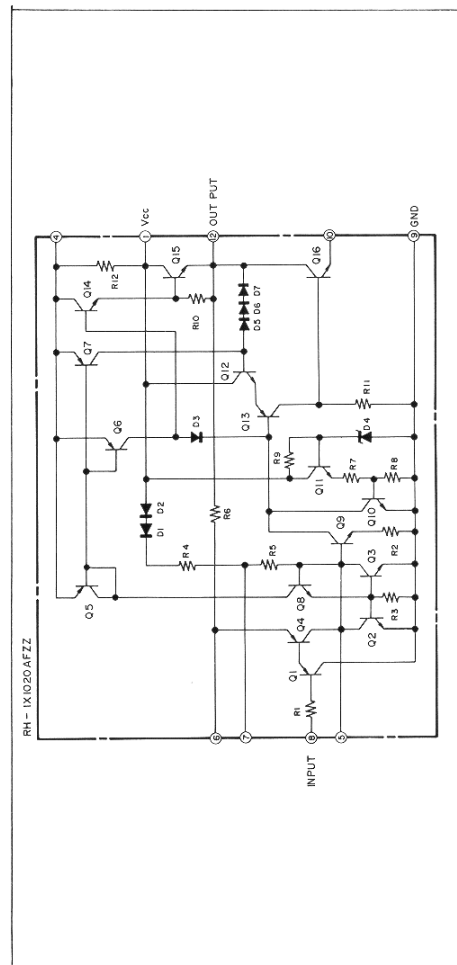 RH-1X1020AFZZ
4
Q5
Q7
Q14
Q6
R12
Vcc
1
D1
D2
Q15
R4
D3
R10
6
R6
12
OUT PUT
Q12
D5
D6
D7
7
R5
Q4
Q8
R9
Q13
Q1
Q16
INPUT
8
R1
Q11
Q9
R7
5
10
Q2
Q3
Q10
D4
R11
R3
R2
R8
9
GND